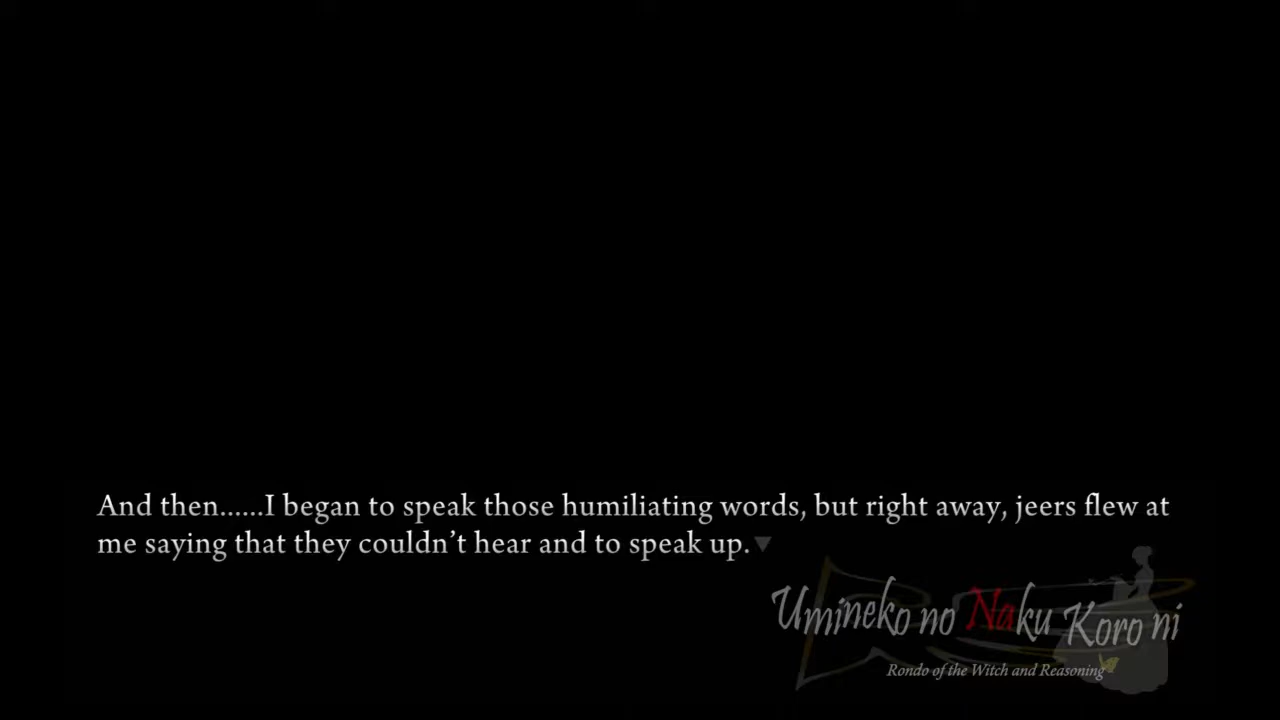 And then......I began to speak those humiliating words, but right away, jeers flew at
me saying that they couldn't hear and to speak up.
Umineko no Naku Koro ni
Rondo of the Witch and Reasoning